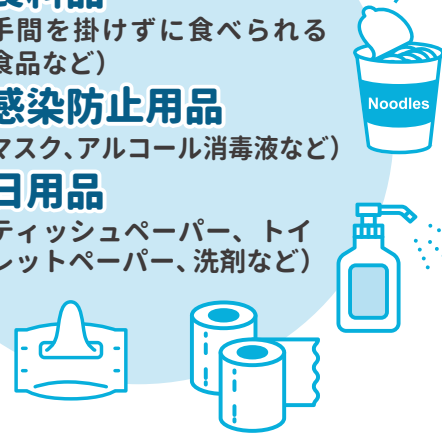 食料品
手間を掛けずに食べられる
食品など）
Noodles
感染防止用品
マスク、アルコール消毒液など）
日用品
ティッシュペーパー、トイ
レットペーパー、洗剤など）